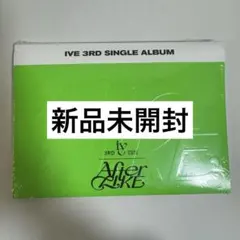 IVE 3RD SINGLE ALBUM
新品未開封
After
LIKE